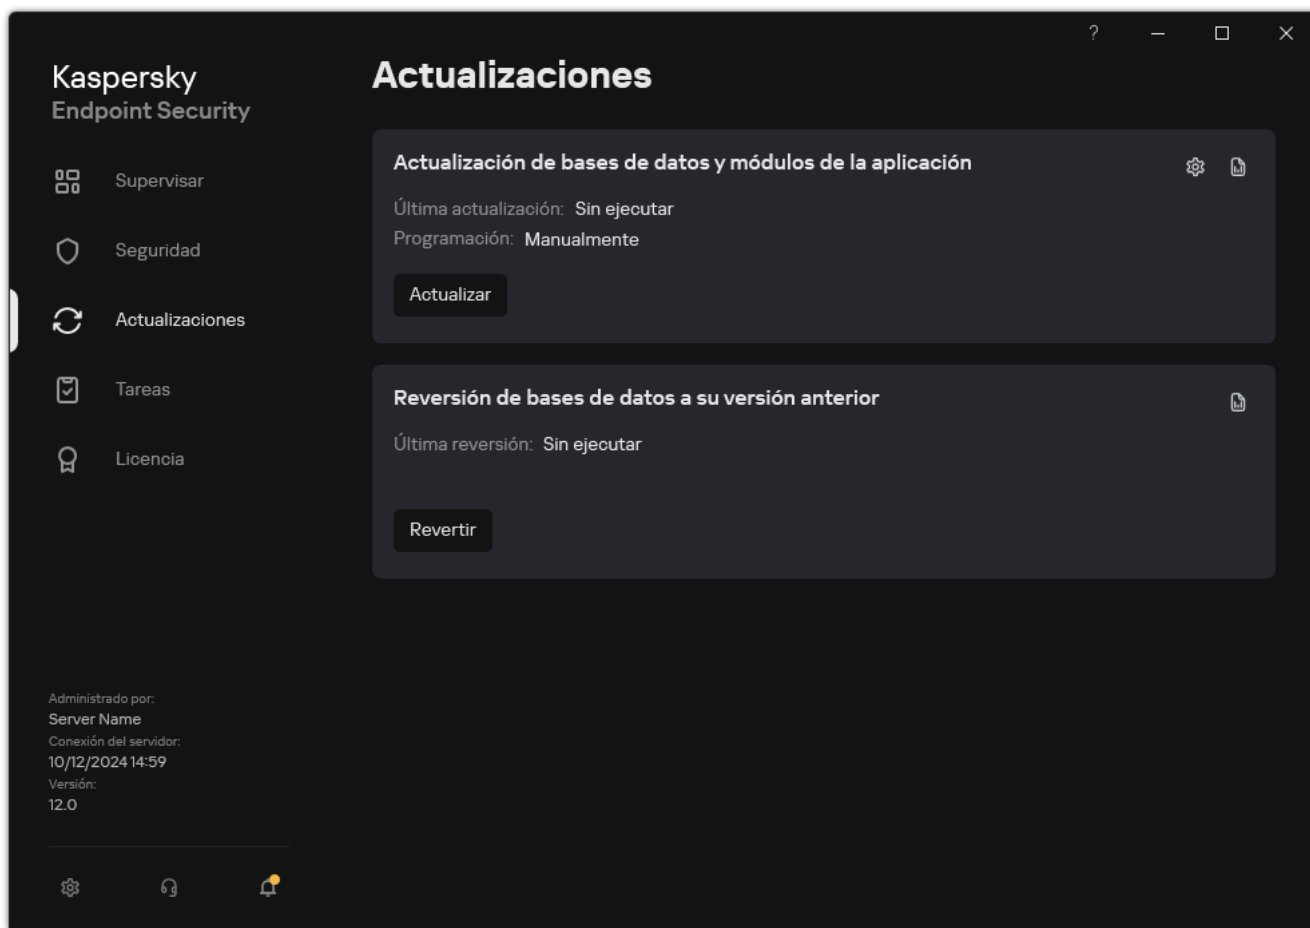 ?
Kaspersky
Endpoint Security
Supervisar
Seguridad
Actualizaciones
Tareas
Licencia
Administrado por:
Server Name
Conexión del servidor:
10/12/2024 14:59
Versión:
12.0
Actualizaciones
Actualización de bases de datos y módulos de la aplicación
Última actualización: Sin ejecutar
Programación: Manualmente
Actualizar
Reversión de bases de datos a su versión anterior
Última reversión: Sin ejecutar
Revertir